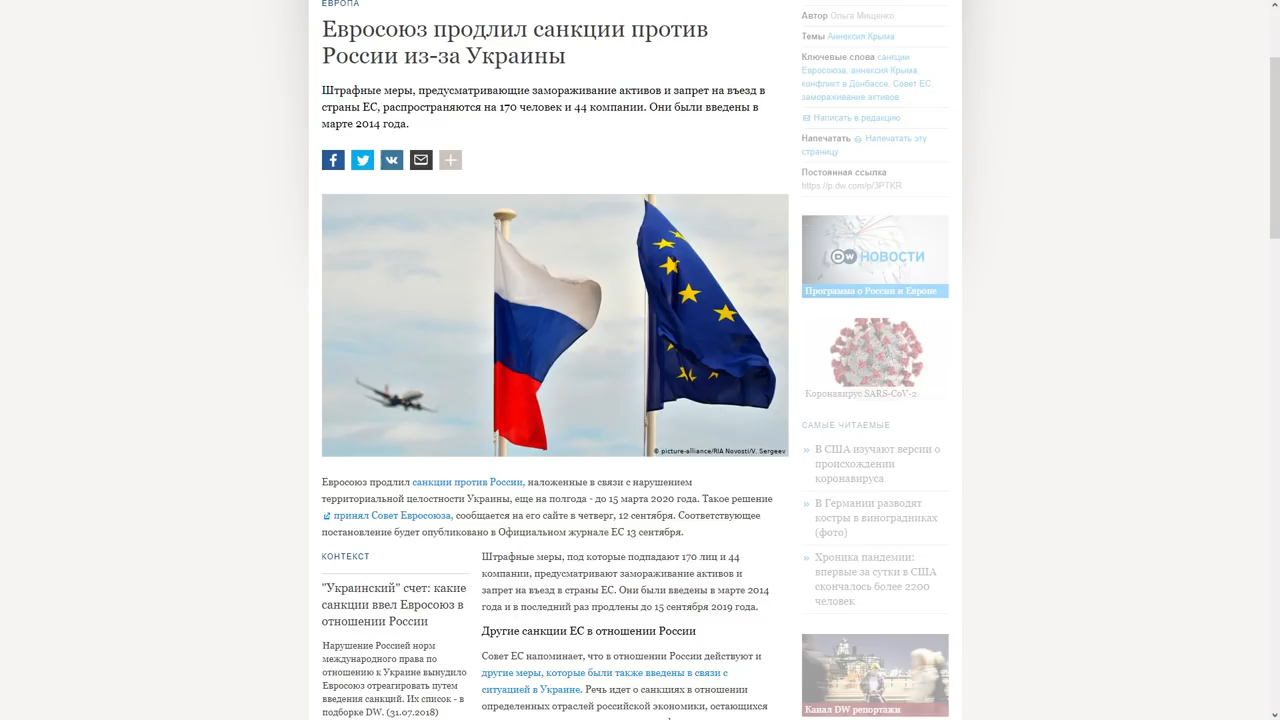 ЕВРОПА
Евросоюз продлил санкции против
России из-за Украины
Штрафные меры, предусматривающие замораживание активов и запрет на въезд в
страны ЕС, распространяются на 170 человек и 44 компании. Они были введены в
марте 2014 года.
© picture-alliance/RIA Novosti/V. Sergeev
Евросоюз продлил санкции против России, наложенные в связи с нарушением
территориальной целостности Украины, еще на полгода - до 15 марта 2020 года. Такое решение
принял Совет Евросоюза, сообщается на его сайте в четверг, 12 сентября. Соответствующее
постановление будет опубликовано в Официальном журнале ЕС 13 сентября.
КОНТЕКСТ
"Украинский" счет: какие
санкции ввел Евросоюз в
отношении России
Нарушение Россией норм
международного права по
отношению к Украине вынудило
Евросоюз отреагировать путем
введения санкций. Их список - в
подборке DW. (31.07.2018)
Штрафные меры, под которые подпадают 170 лиц и 44
компании, предусматривают замораживание активов и
запрет на въезд в страны ЕС. Они были введены в марте 2014
года и в последний раз продлены до 15 сентября 2019 года.
Другие санкции ЕС в отношении России
Совет ЕС напоминает, что в отношении России действуют и
другие меры, которые были также введены в связи с
ситуацией в Украине. Речь идет о санкциях в отношении
определенных отраслей российской экономики, остающихся
Автор Ольга Мищенко
Темы Аннексия Крыма
Ключевые слова санкции
Евросоюза, аннексия Крыма,
конфликт в Донбассе, Совет ЕС,
замораживание активов
Написать в редакцию
Напечатать Напечатать эту
страницу
Постоянная ссылка
https://p.dw.com/p/3PTKR
DW НОВОСТИ
Программа о России и Европе
Коронавирус SARS-CoV-2
САМЫЕ ЧИТАЕМЫЕ
» В США изучают версии о
происхождении
коронавируса
» В Германии разводят
костры в виноградниках
(фото)
» Хроника пандемии:
впервые за сутки в США
скончалось более 2200
человек
Канал DW репортажи